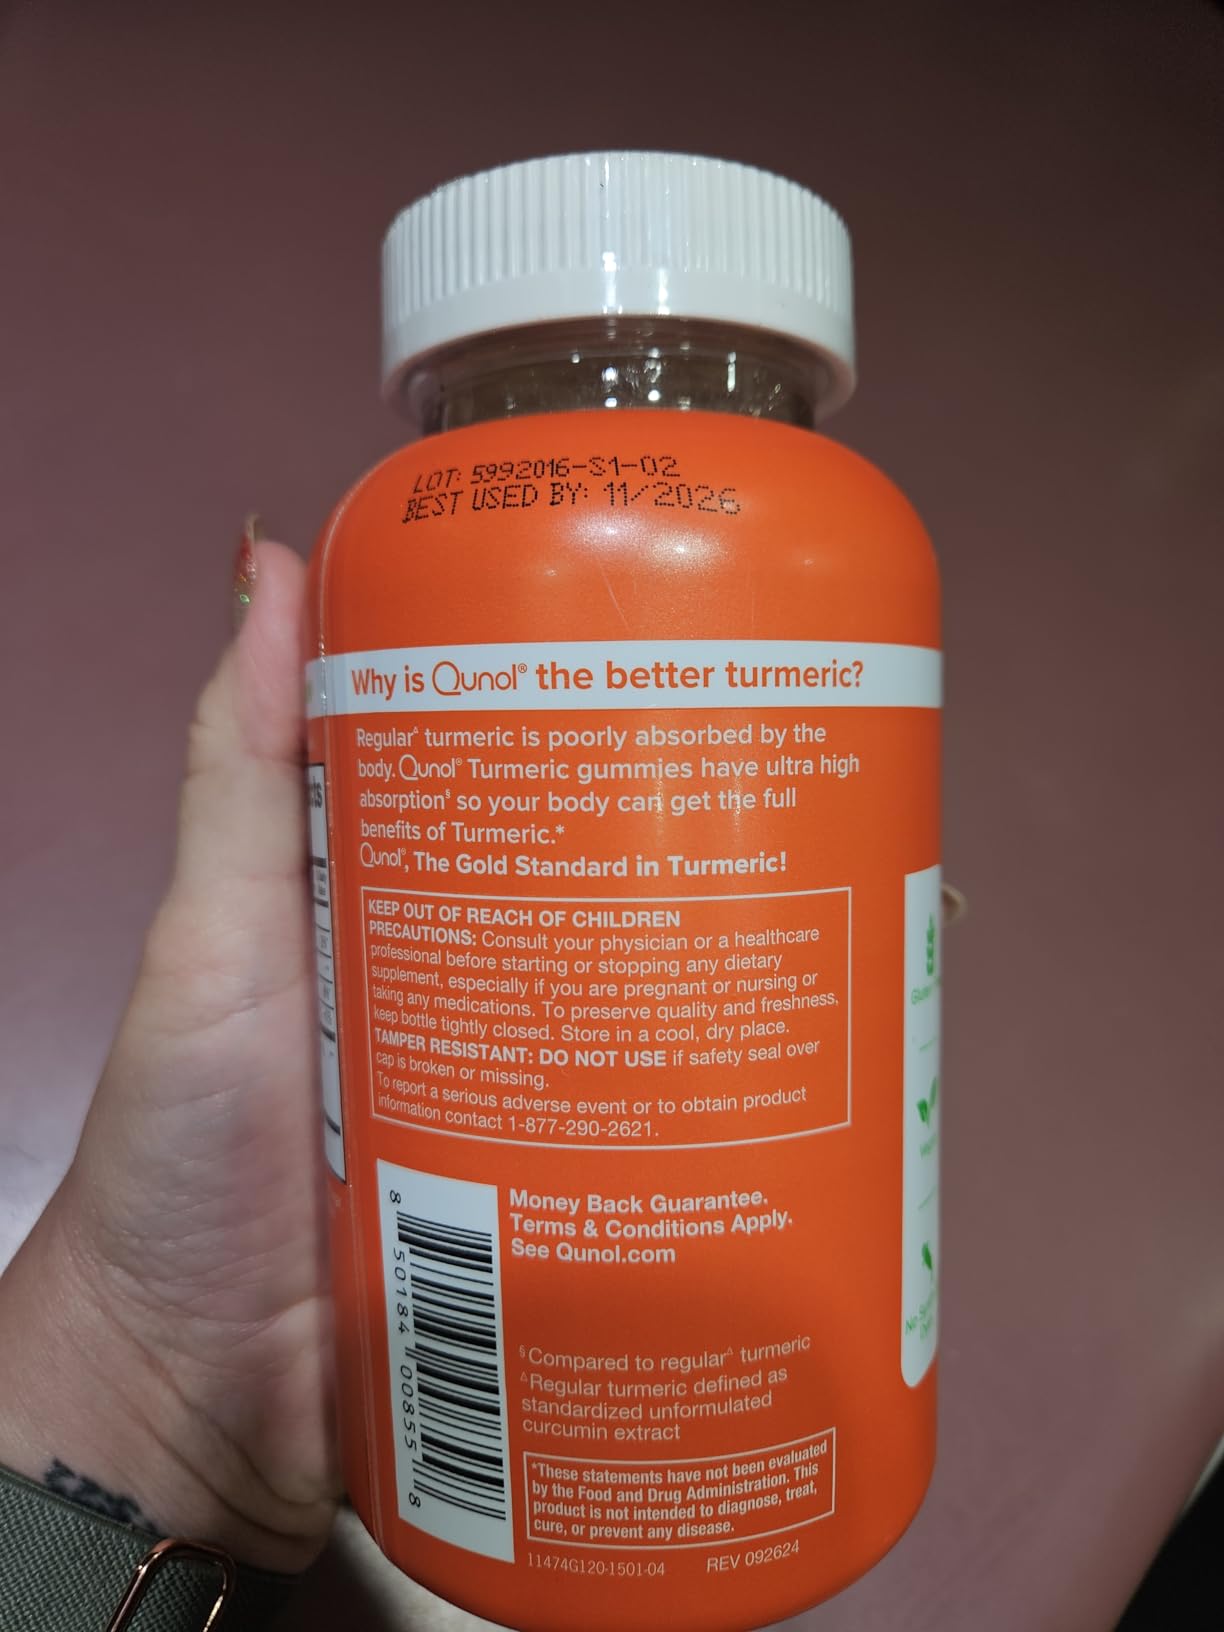 LOT: 5992016-S1-02
BEST USED BY: 11/2026
Why is Qunol® the better turmeric?
Regular△ turmeric is poorly absorbed by the
body. Qunol® Turmeric gummies have ultra high
absorption§ so your body can get the full
benefits of Turmeric.*
Qunol®, The Gold Standard in Turmeric!
KEEP OUT OF REACH OF CHILDREN
PRECAUTIONS: Consult your physician or a healthcare
professional before starting or stopping any dietary
supplement, especially if you are pregnant or nursing or
taking any medications. To preserve quality and freshness,
keep bottle tightly closed. Store in a cool, dry place.
TAMPER RESISTANT: DO NOT USE if safety seal over
cap is broken or missing.
To report a serious adverse event or to obtain product
information contact 1-877-290-2621.
8 50184 00855 8
Money Back Guarantee.
Terms & Conditions Apply.
See Qunol.com
§Compared to regular△ turmeric
△Regular turmeric defined as
standardized unformulated
curcumin extract
*These statements have not been evaluated
by the Food and Drug Administration. This
product is not intended to diagnose, treat,
cure, or prevent any disease.
11474G120-1501-04 REV 092624